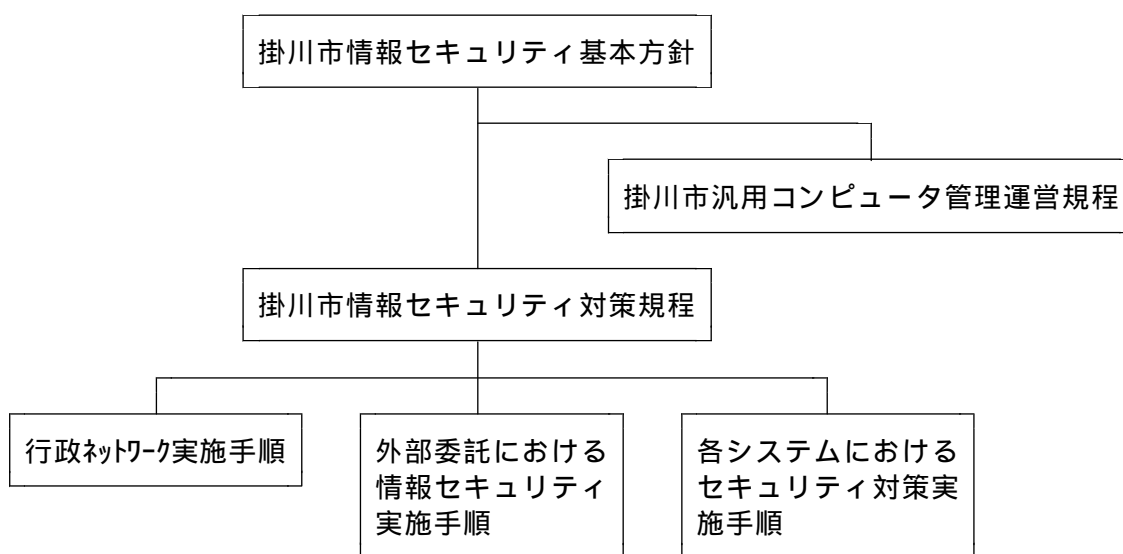 掛川市情報セキュリティ基本方針
掛川市汎用コンピュータ管理運営規程
掛川市情報セキュリティ対策規程
行政ﾈｯﾄﾜｰｸ実施手順
外部委託における
情報セキュリティ
実施手順
各システムにおける
セキュリティ対策実
施手順